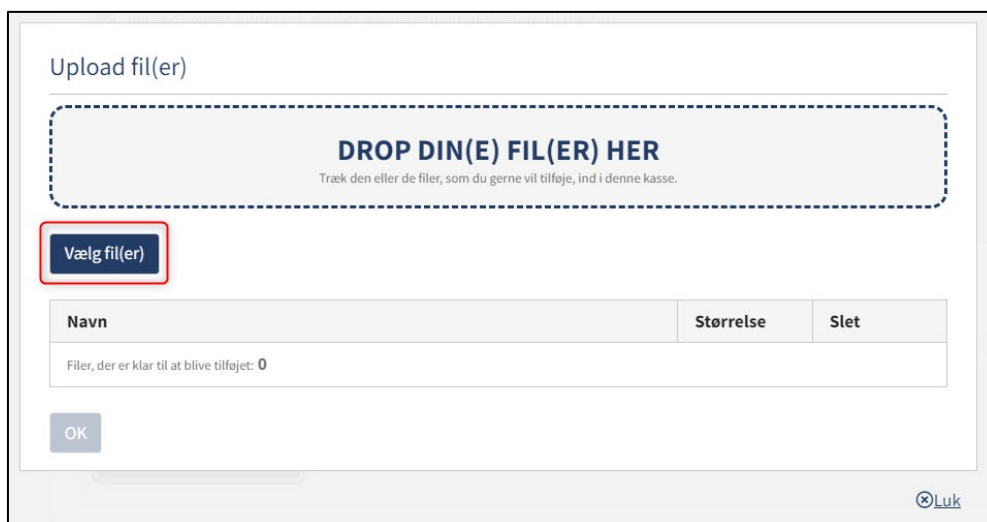 Upload fil(er)
DROP DIN(E) FIL(ER) HER
Træk den eller de filer, som du gerne vil tilføje, ind i denne kasse.
Vælg fil(er)
Navn Størrelse Slet
Filer, der er klar til at blive tilføjet: 0
OK
Luk